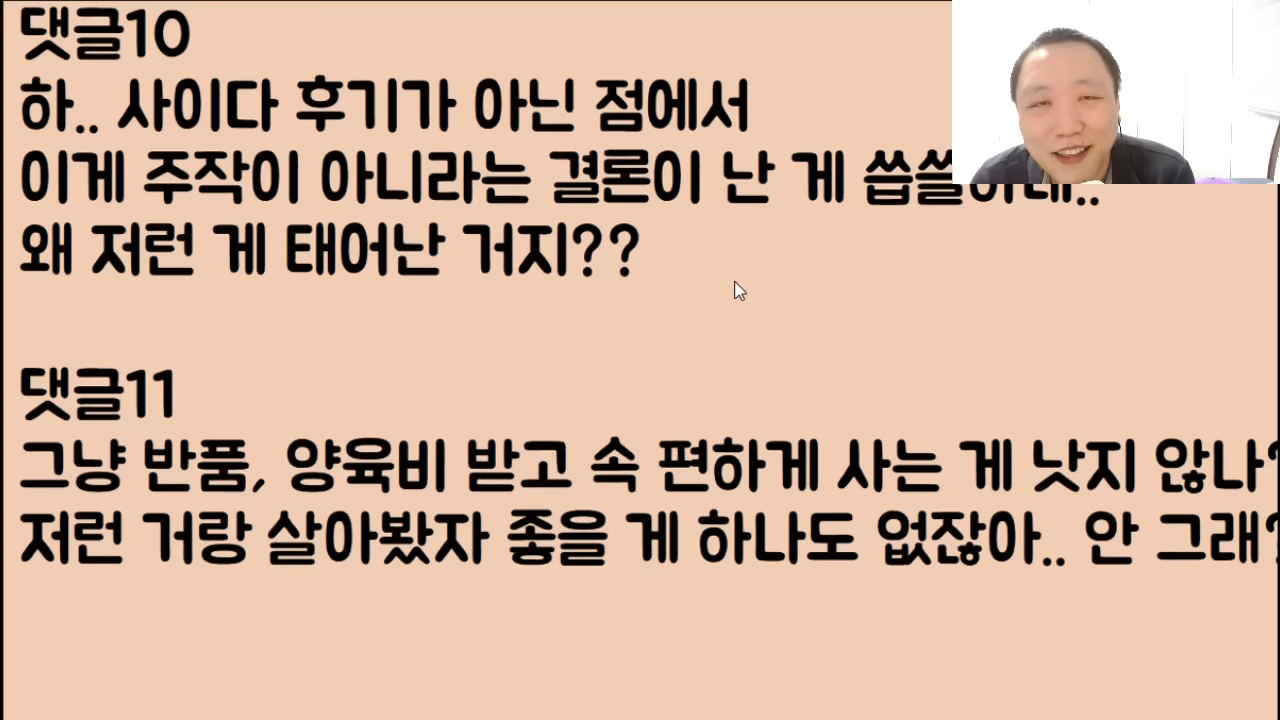 댓글10
하.. 사이다 후기가 아닌 점에서
이게 주작이 아니라는 결론이 난 게
왜 저런 게 태어난 거지??
댓글11
그냥 반품, 양육비 받고 속 편하게 사는 게 낫지 않나?
저런 거랑 살아봤자 좋을 게 하나도 없잖아.. 안 그래?